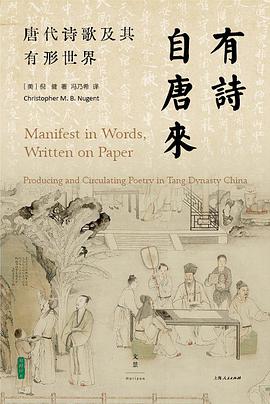 唐代诗歌及其
有形世界
[美] 倪 健 著 冯乃希 译
Christopher M. B. Nugent
有詩
自唐來
Manifest in Words,
Written on Paper
Producing and Circulating Poetry in Tang Dynasty China
文景
Horizon
上海人民出版社